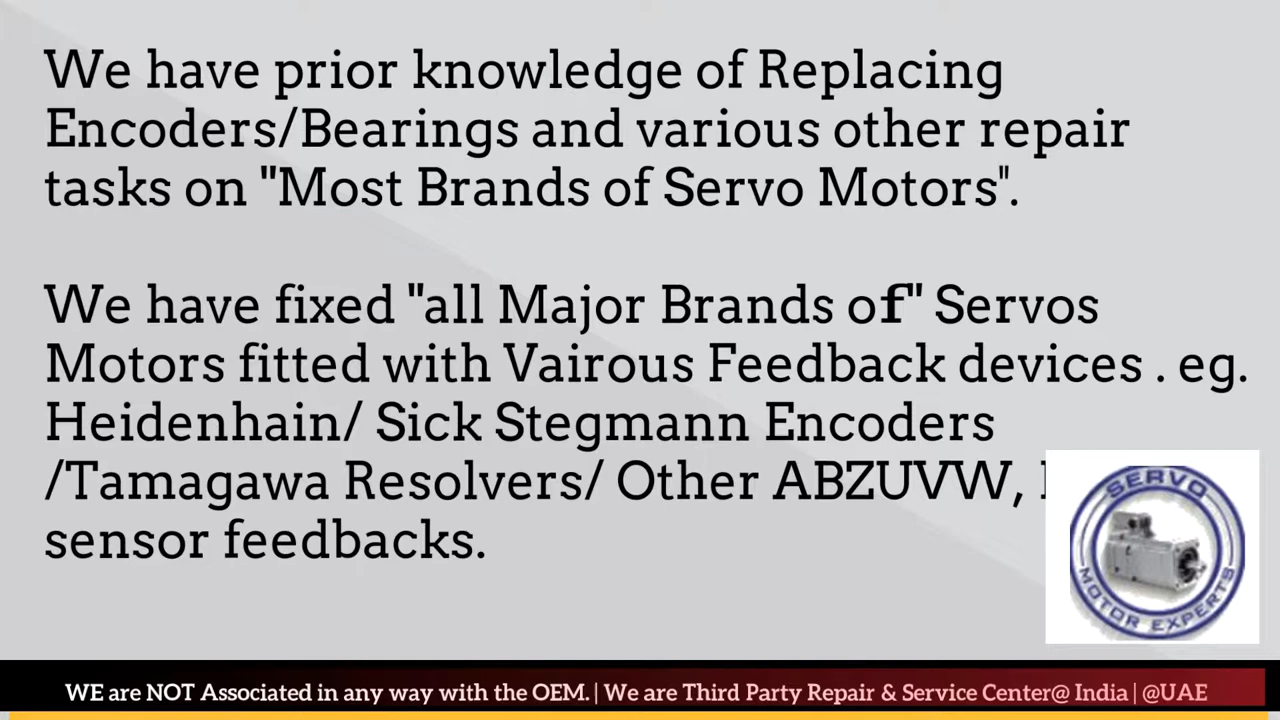 We have prior knowledge of Replacing
Encoders/Bearings and various other repair
tasks on "Most Brands of Servo Motors".
We have fixed "all Major Brands of" Servos
Motors fitted with Vairous Feedback devices . eg.
Heidenhain/ Sick Stegmann Encoders
/Tamagawa Resolvers/ Other ABZUVW,
sensor feedbacks.
SERVO
MOTOR EXPERTS
WE are NOT Associated in any way with the OEM. | We are Third Party Repair & Service Center@ India | @UAE